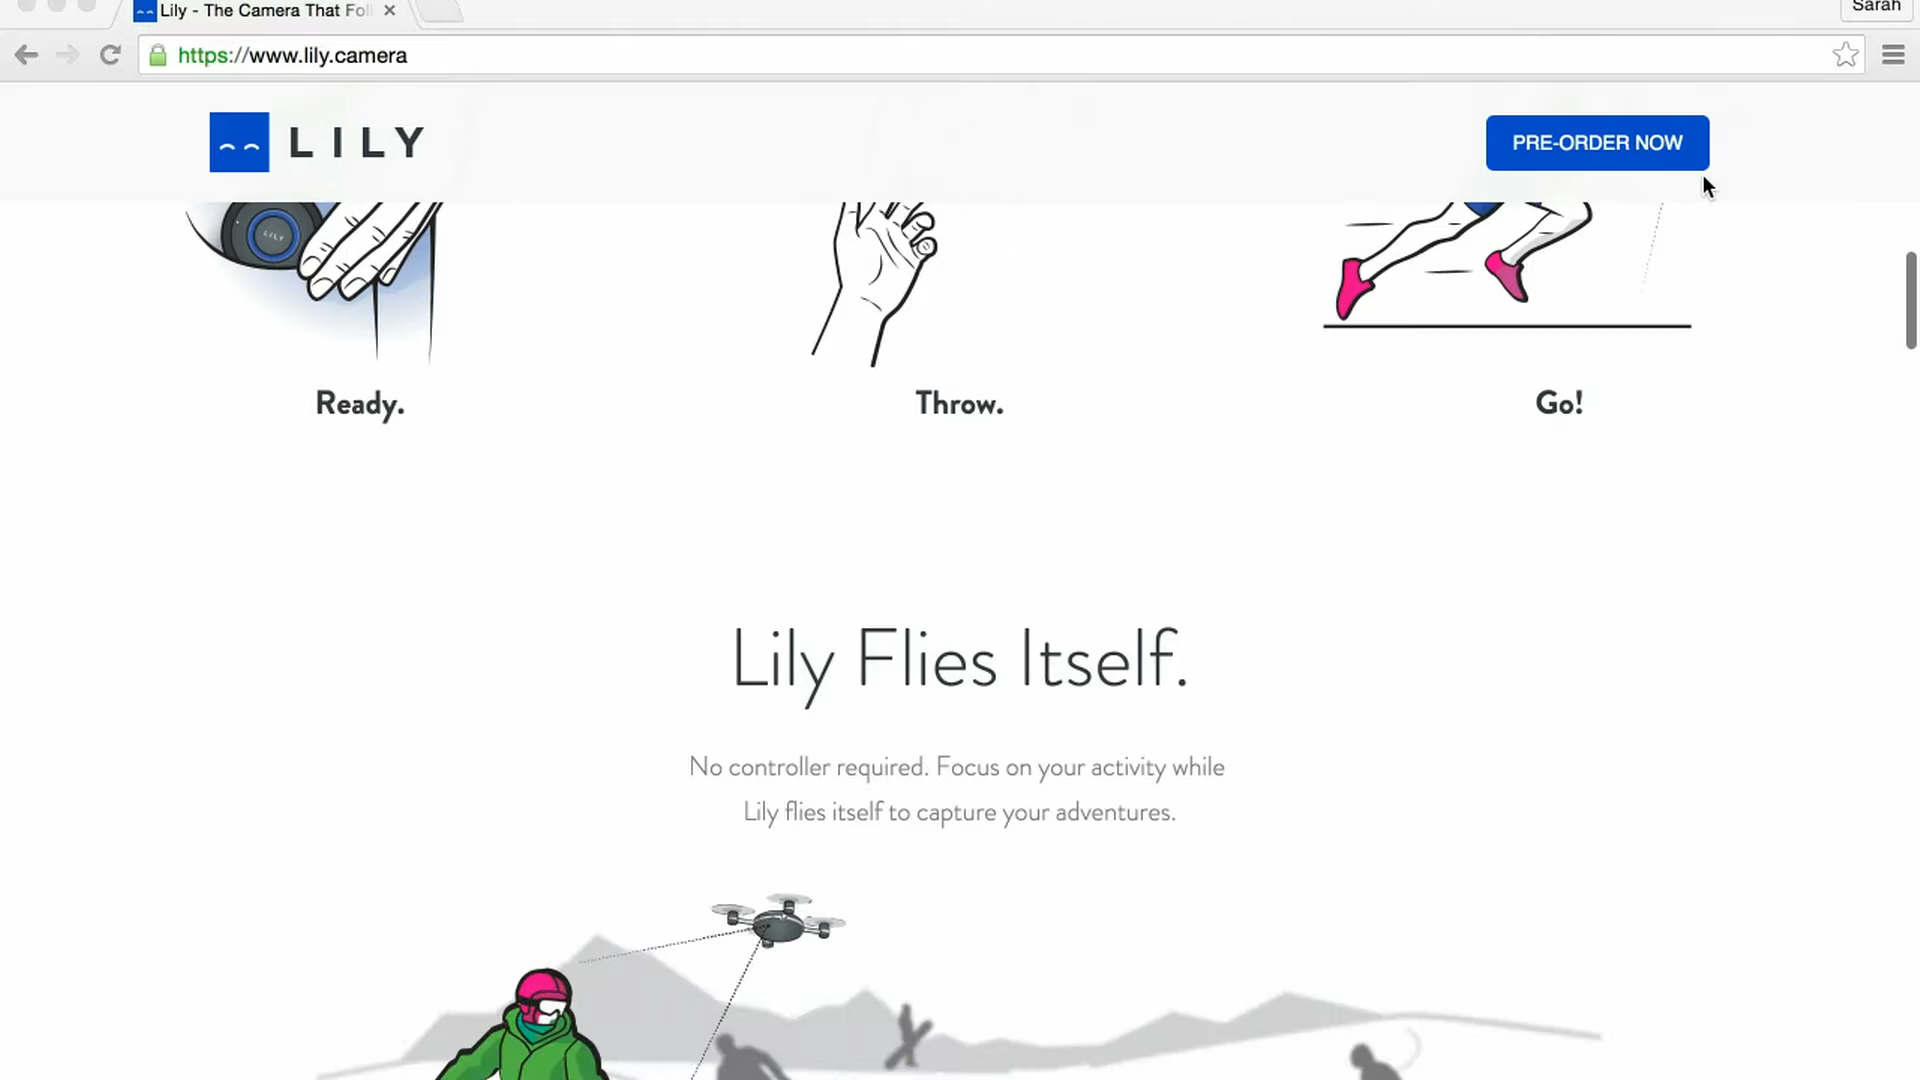 Lily - The Camera That Fol
Sarah
https://www.lily.camera
LILY
PRE-ORDER NOW
LILY
Ready.
Throw.
Go!
Lily Flies Itself.
No controller required. Focus on your activity while
Lily flies itself to capture your adventures.